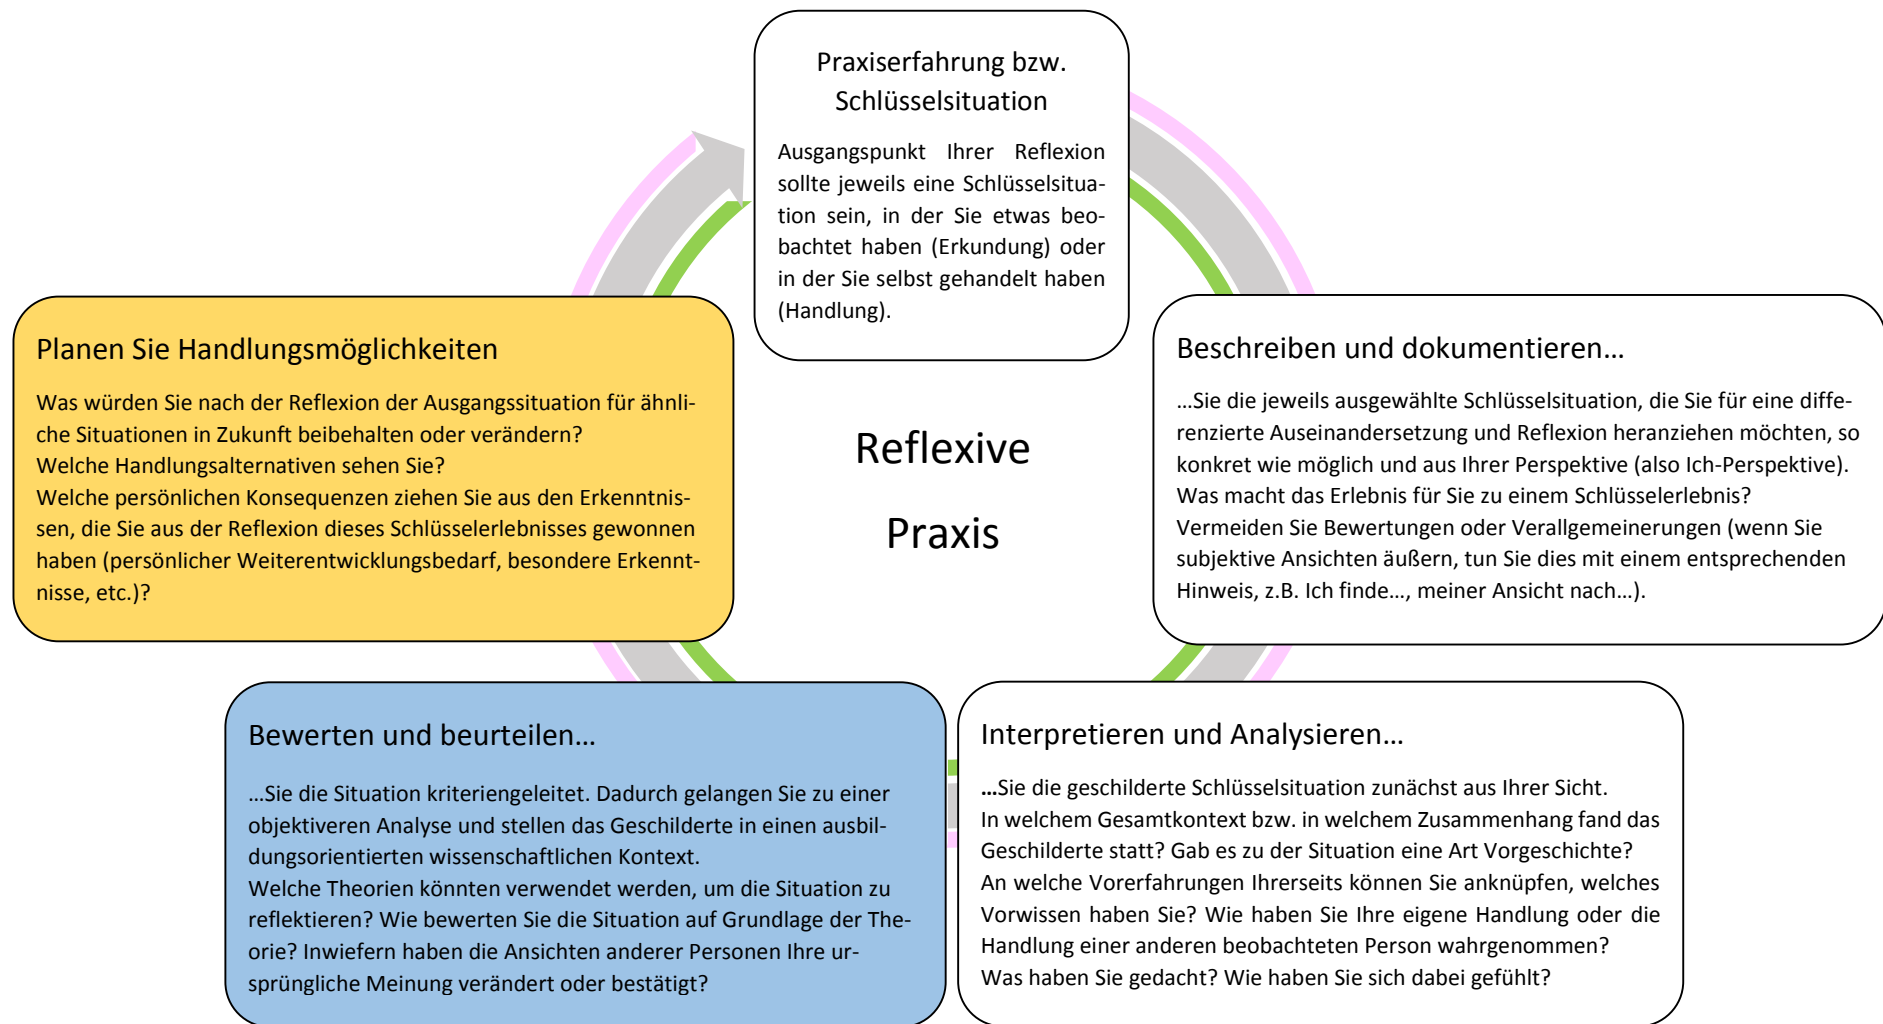 Praxiserfahrung bzw.
Schlüsselsituation
Ausgangspunkt Ihrer Reflexion
sollte jeweils eine Schlüsselsitua-
tion sein, in der Sie etwas beo-
bachtet haben (Erkundung) oder
in der Sie selbst gehandelt haben
(Handlung).
Beschreiben und dokumentieren…
…Sie die jeweils ausgewählte Schlüsselsituation, die Sie für eine diffe-
renzierte Auseinandersetzung und Reflexion heranziehen möchten, so
konkret wie möglich und aus Ihrer Perspektive (also Ich-Perspektive).
Was macht das Erlebnis für Sie zu einem Schlüsselerlebnis?
Vermeiden Sie Bewertungen oder Verallgemeinerungen (wenn Sie
subjektive Ansichten äußern, tun Sie dies mit einem entsprechenden
Hinweis, z.B. Ich finde…, meiner Ansicht nach…).
Interpretieren und Analysieren…
…Sie die geschilderte Schlüsselsituation zunächst aus Ihrer Sicht.
In welchem Gesamtkontext bzw. in welchem Zusammenhang fand das
Geschilderte statt? Gab es zu der Situation eine Art Vorgeschichte?
An welche Vorerfahrungen Ihrerseits können Sie anknüpfen, welches
Vorwissen haben Sie? Wie haben Sie Ihre eigene Handlung oder die
Handlung einer anderen beobachteten Person wahrgenommen?
Was haben Sie gedacht? Wie haben Sie sich dabei gefühlt?
Bewerten und beurteilen…
…Sie die Situation kriteriengeleitet. Dadurch gelangen Sie zu einer
objektiveren Analyse und stellen das Geschilderte in einen ausbil-
dungsorientierten wissenschaftlichen Kontext.
Welche Theorien könnten verwendet werden, um die Situation zu
reflektieren? Wie bewerten Sie die Situation auf Grundlage der The-
orie? Inwiefern haben die Ansichten anderer Personen Ihre ur-
sprüngliche Meinung verändert oder bestätigt?
Planen Sie Handlungsmöglichkeiten
Was würden Sie nach der Reflexion der Ausgangssituation für ähnli-
che Situationen in Zukunft beibehalten oder verändern?
Welche Handlungsalternativen sehen Sie?
Welche persönlichen Konsequenzen ziehen Sie aus den Erkenntnis-
sen, die Sie aus der Reflexion dieses Schlüsselerlebnisses gewonnen
haben (persönlicher Weiterentwicklungsbedarf, besondere Erkennt-
nisse, etc.)?
Reflexive
Praxis